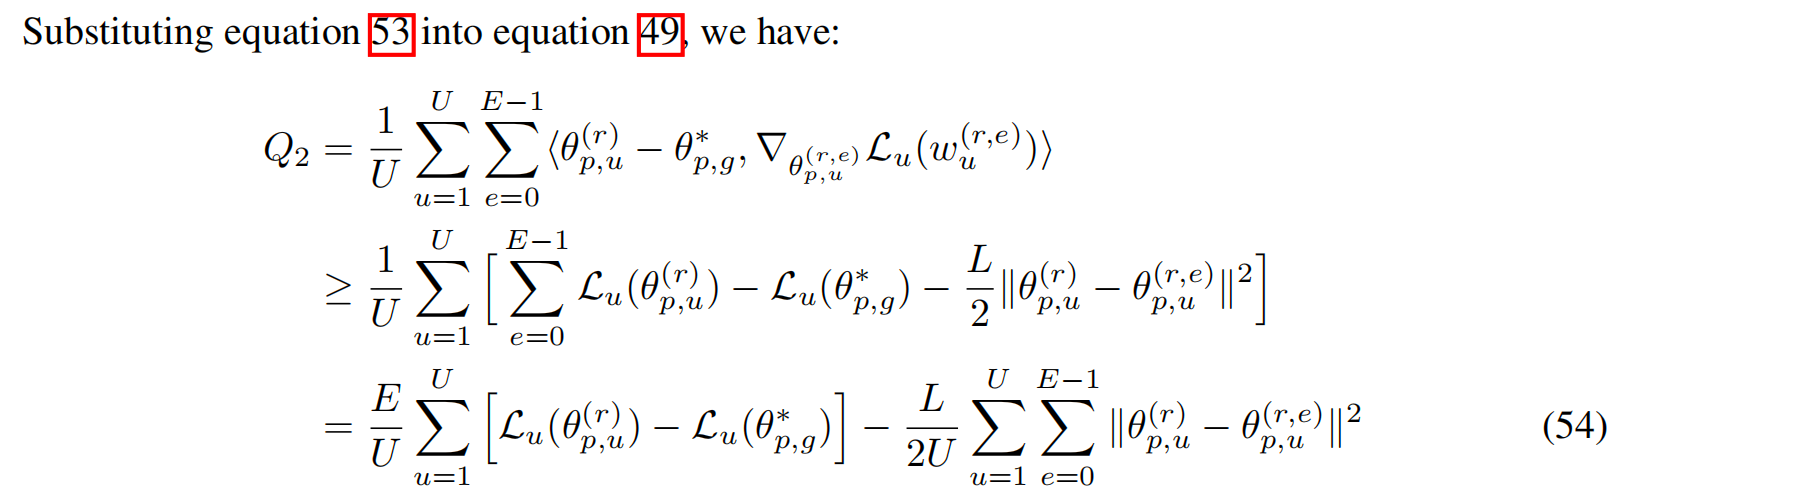 Substituting equation 53 into equation 49, we have:
$Q_2 = \frac{1}{U} \sum_{u=1}^{U} \sum_{e=0}^{E-1} \langle \theta_{p,u}^{(r)} - \theta_{p,g}^{*}, \nabla_{\theta_{p,u}^{(r,e)}} \mathcal{L}_u(w_u^{(r,e)}) \rangle$
$\geq \frac{1}{U} \sum_{u=1}^{U} \Big[ \sum_{e=0}^{E-1} \mathcal{L}_u(\theta_{p,u}^{(r)}) - \mathcal{L}_u(\theta_{p,g}^{*}) - \frac{L}{2} \| \theta_{p,u}^{(r)} - \theta_{p,u}^{(r,e)} \|^2 \Big]$
$= \frac{E}{U} \sum_{u=1}^{U} \Big[ \mathcal{L}_u(\theta_{p,u}^{(r)}) - \mathcal{L}_u(\theta_{p,g}^{*}) \Big] - \frac{L}{2U} \sum_{u=1}^{U} \sum_{e=0}^{E-1} \| \theta_{p,u}^{(r)} - \theta_{p,u}^{(r,e)} \|^2$ (54)